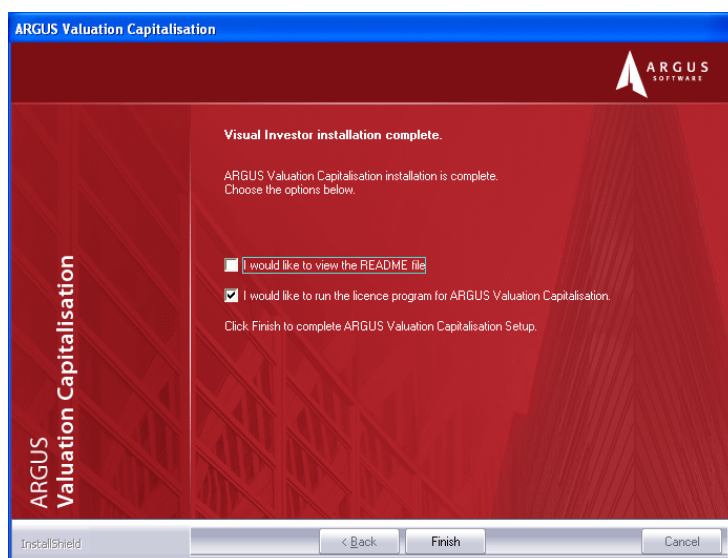 ARGUS Valuation Capitalisation
ARGUS
SOFTWARE
Visual Investor installation complete.
ARGUS Valuation Capitalisation installation is complete.
Choose the options below.
I would like to view the README file
I would like to run the licence program for ARGUS Valuation Capitalisation.
Click Finish to complete ARGUS Valuation Capitalisation Setup.
ARGUS
Valuation Capitalisation
InstallShield
< Back
Finish
Cancel